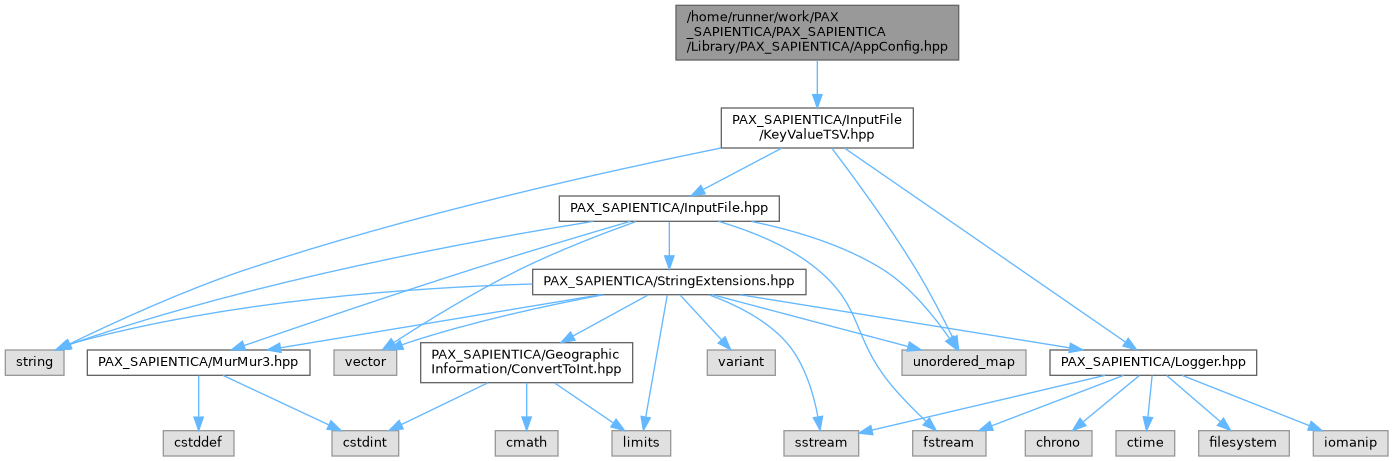 /home/runner/work/PAX
_SAPIENTICA/PAX_SAPIENTICA
/Library/PAX_SAPIENTICA/AppConfig.hpp
PAX_SAPIENTICA/InputFile
/KeyValueTSV.hpp
PAX_SAPIENTICA/InputFile.hpp
PAX_SAPIENTICA/StringExtensions.hpp
string
PAX_SAPIENTICA/MurMur3.hpp
vector
PAX_SAPIENTICA/Geographic
Information/ConvertToInt.hpp
variant
unordered_map
PAX_SAPIENTICA/Logger.hpp
cstddef
cstdint
cmath
limits
sstream
fstream
chrono
ctime
filesystem
iomanip